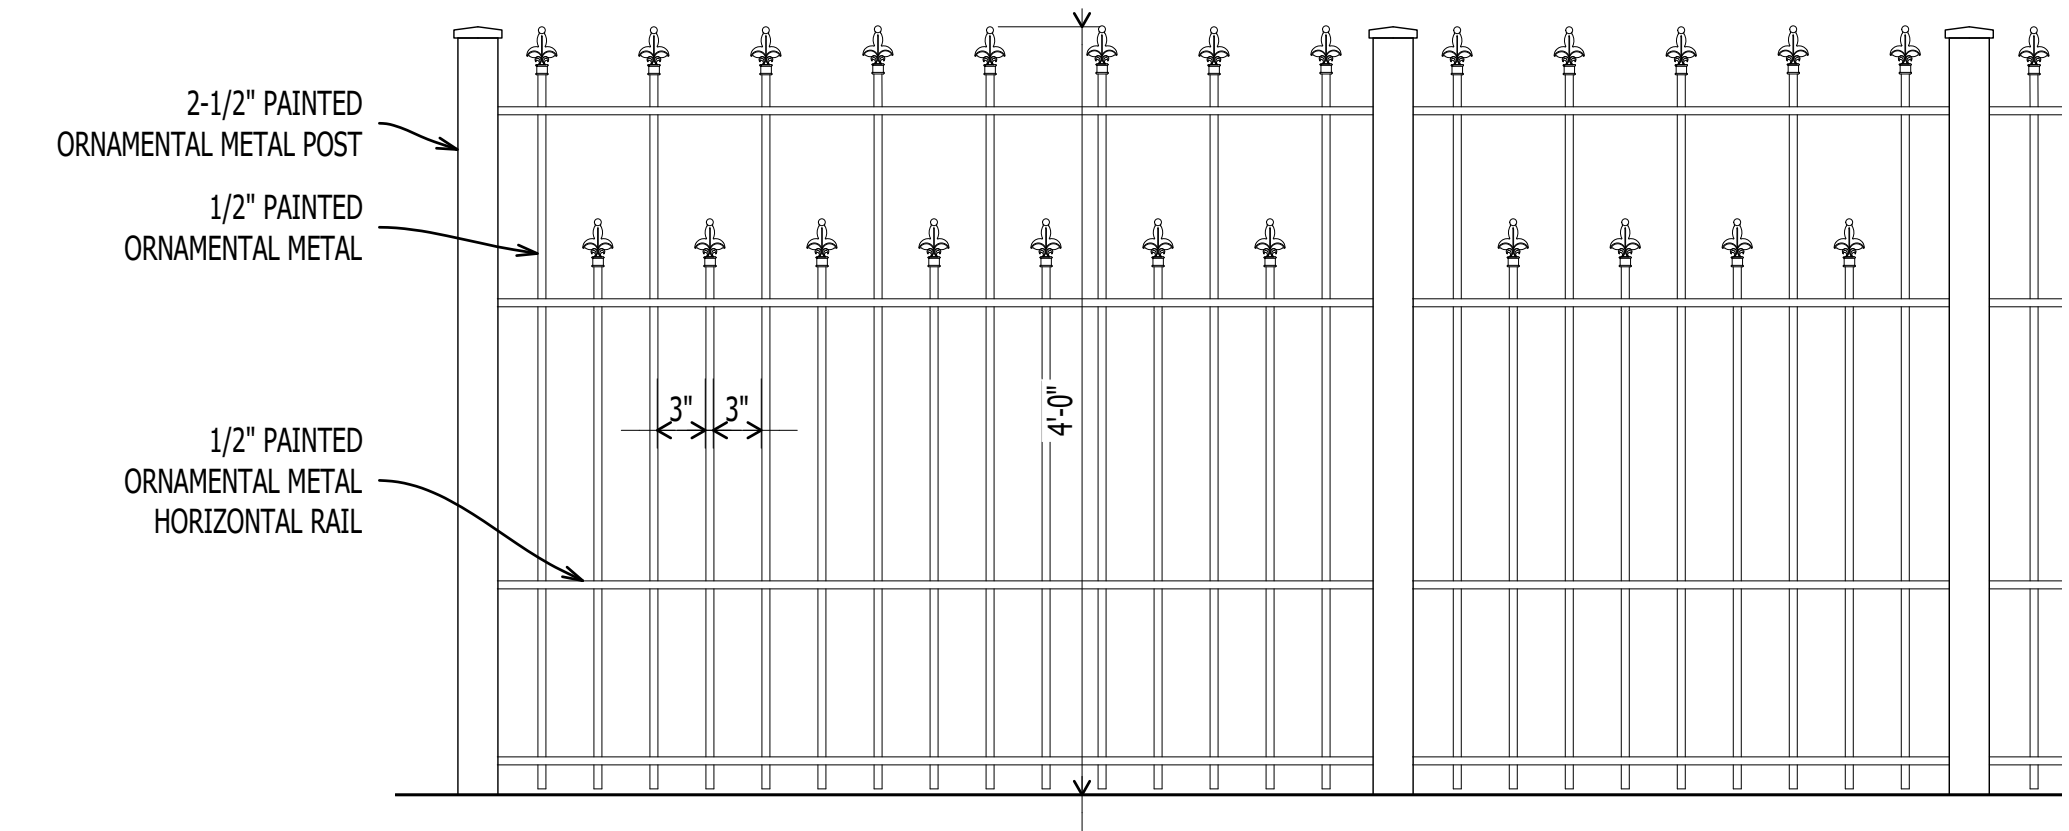 2-1/2" PAINTED
ORNAMENTAL METAL POST
1/2" PAINTED
ORNAMENTAL METAL
3" 3"
4'-0"
1/2" PAINTED
ORNAMENTAL METAL
HORIZONTAL RAIL